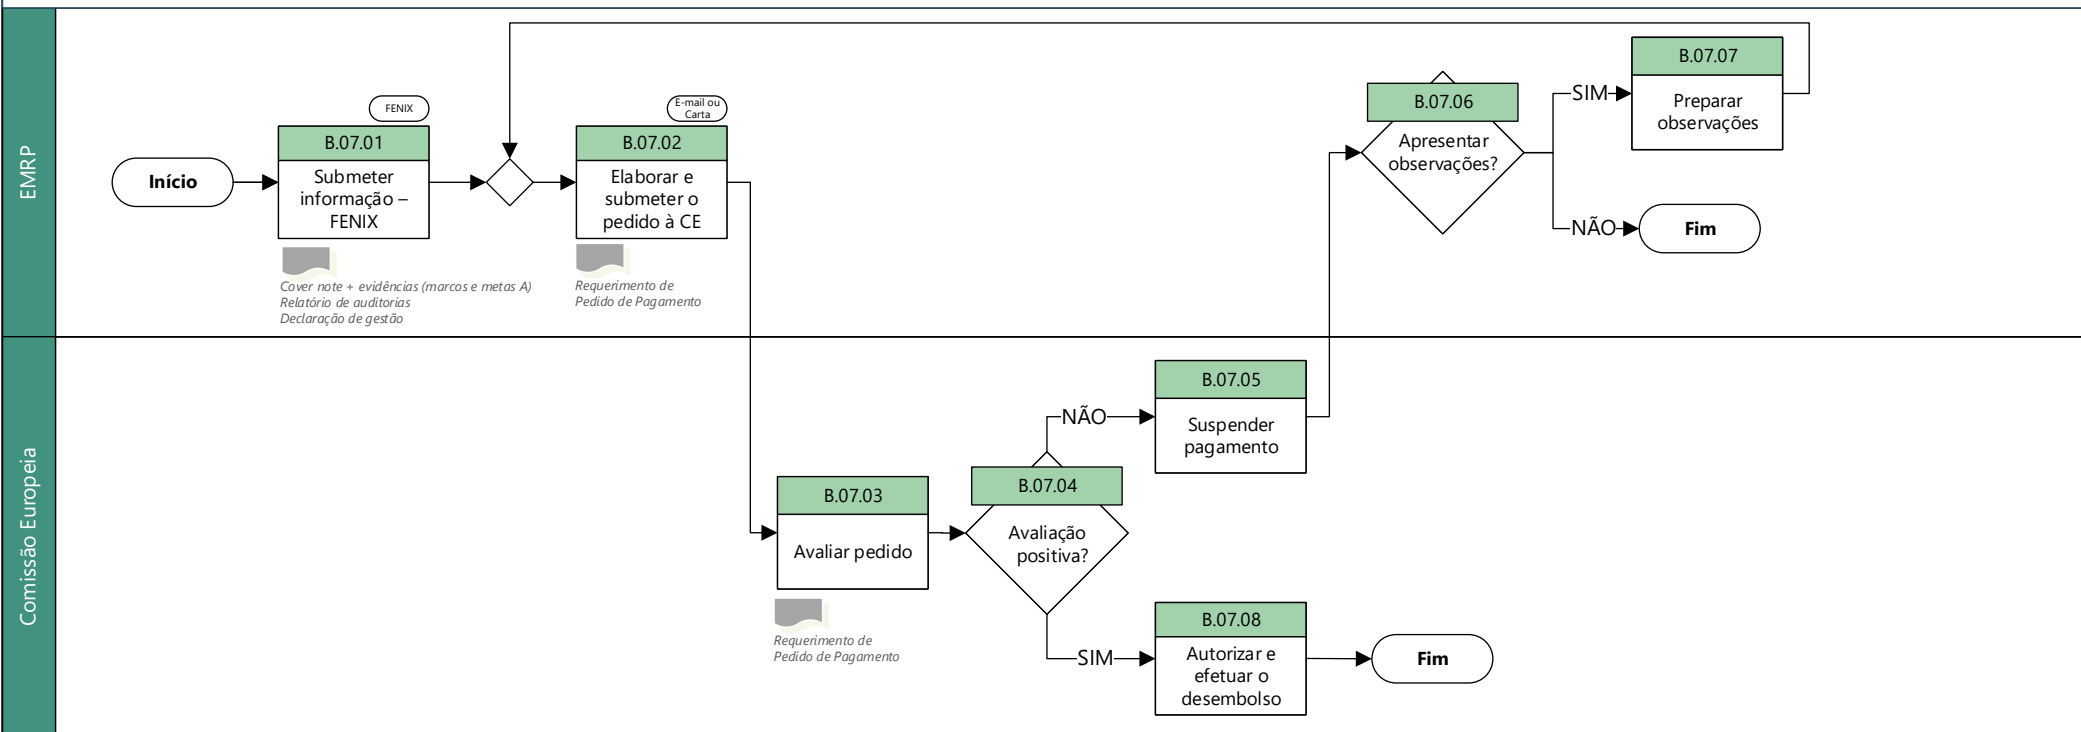 EMRP
Início
FENIX
B.07.01
Submeter
informação –
FENIX
Cover note + evidências (marcos e metas A)
Relatório de auditorias
Declaração de gestão
E-mail ou
Carta
B.07.02
Elaborar e
submeter o
pedido à CE
Requerimento de
Pedido de Pagamento
B.07.06
Apresentar
observações?
SIM
B.07.07
Preparar
observações
NÃO
Fim
Comissão Europeia
B.07.03
Avaliar pedido
Requerimento de
Pedido de Pagamento
B.07.04
Avaliação
positiva?
NÃO
B.07.05
Suspender
pagamento
SIM
B.07.08
Autorizar e
efetuar o
desembolso
Fim